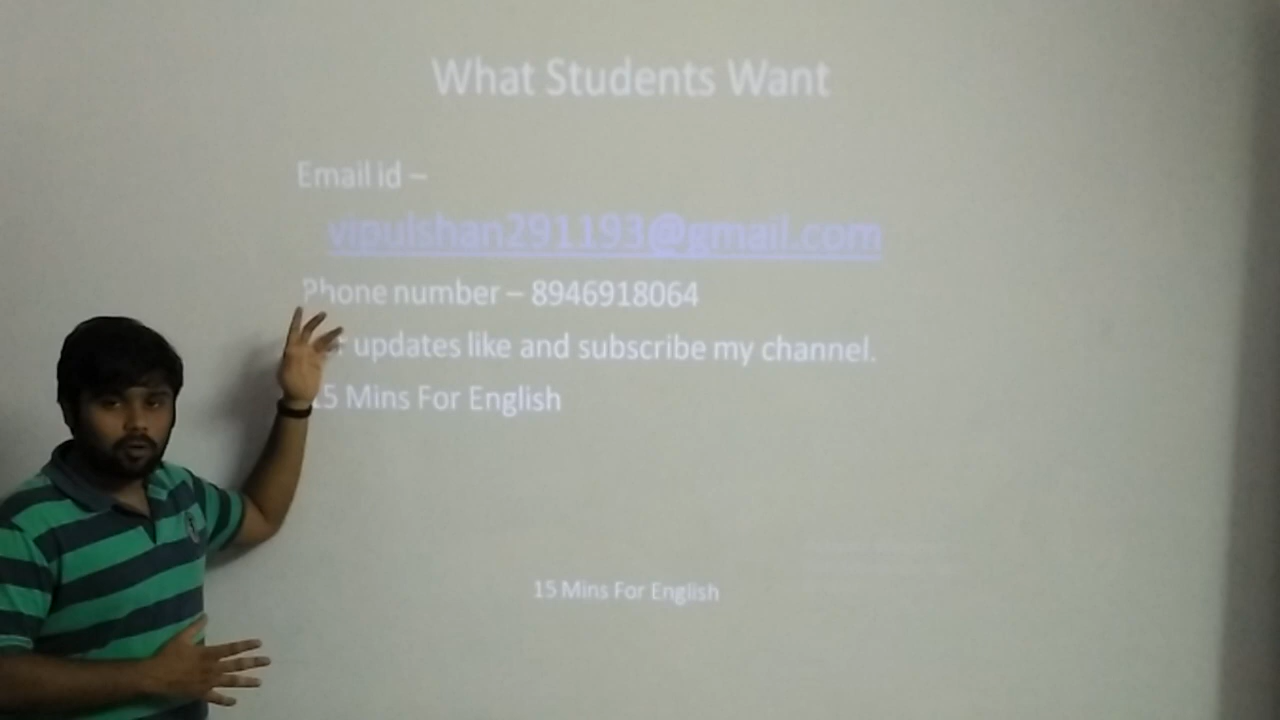 What Students Want
Email id –
vipulshan291193@gmail.com
Phone number – 8946918064
updates like and subscribe my channel.
15 Mins For English
15 Mins For English